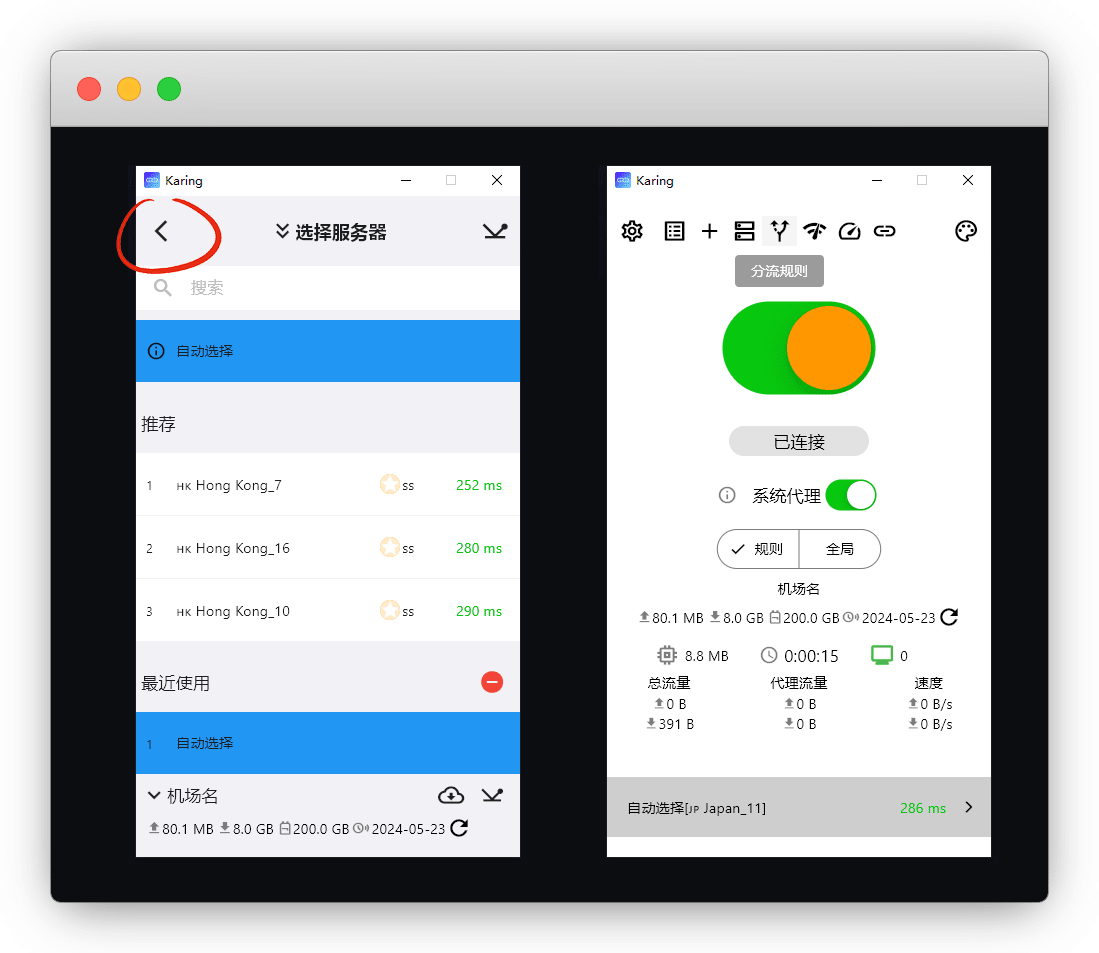 Karing
选择服务器
搜索
自动选择
推荐
1 HK Hong Kong_7 ss 252 ms
2 HK Hong Kong_16 ss 280 ms
3 HK Hong Kong_10 ss 290 ms
最近使用
1 自动选择
机场名
80.1 MB 8.0 GB 200.0 GB 2024-05-23
Karing
分流规则
已连接
系统代理
规则 全局
机场名
80.1 MB 8.0 GB 200.0 GB 2024-05-23
8.8 MB 0:00:15 0
总流量 代理流量 速度
0 B 0 B 0 B/s
391 B 0 B 0 B/s
自动选择[JP Japan_11] 286 ms